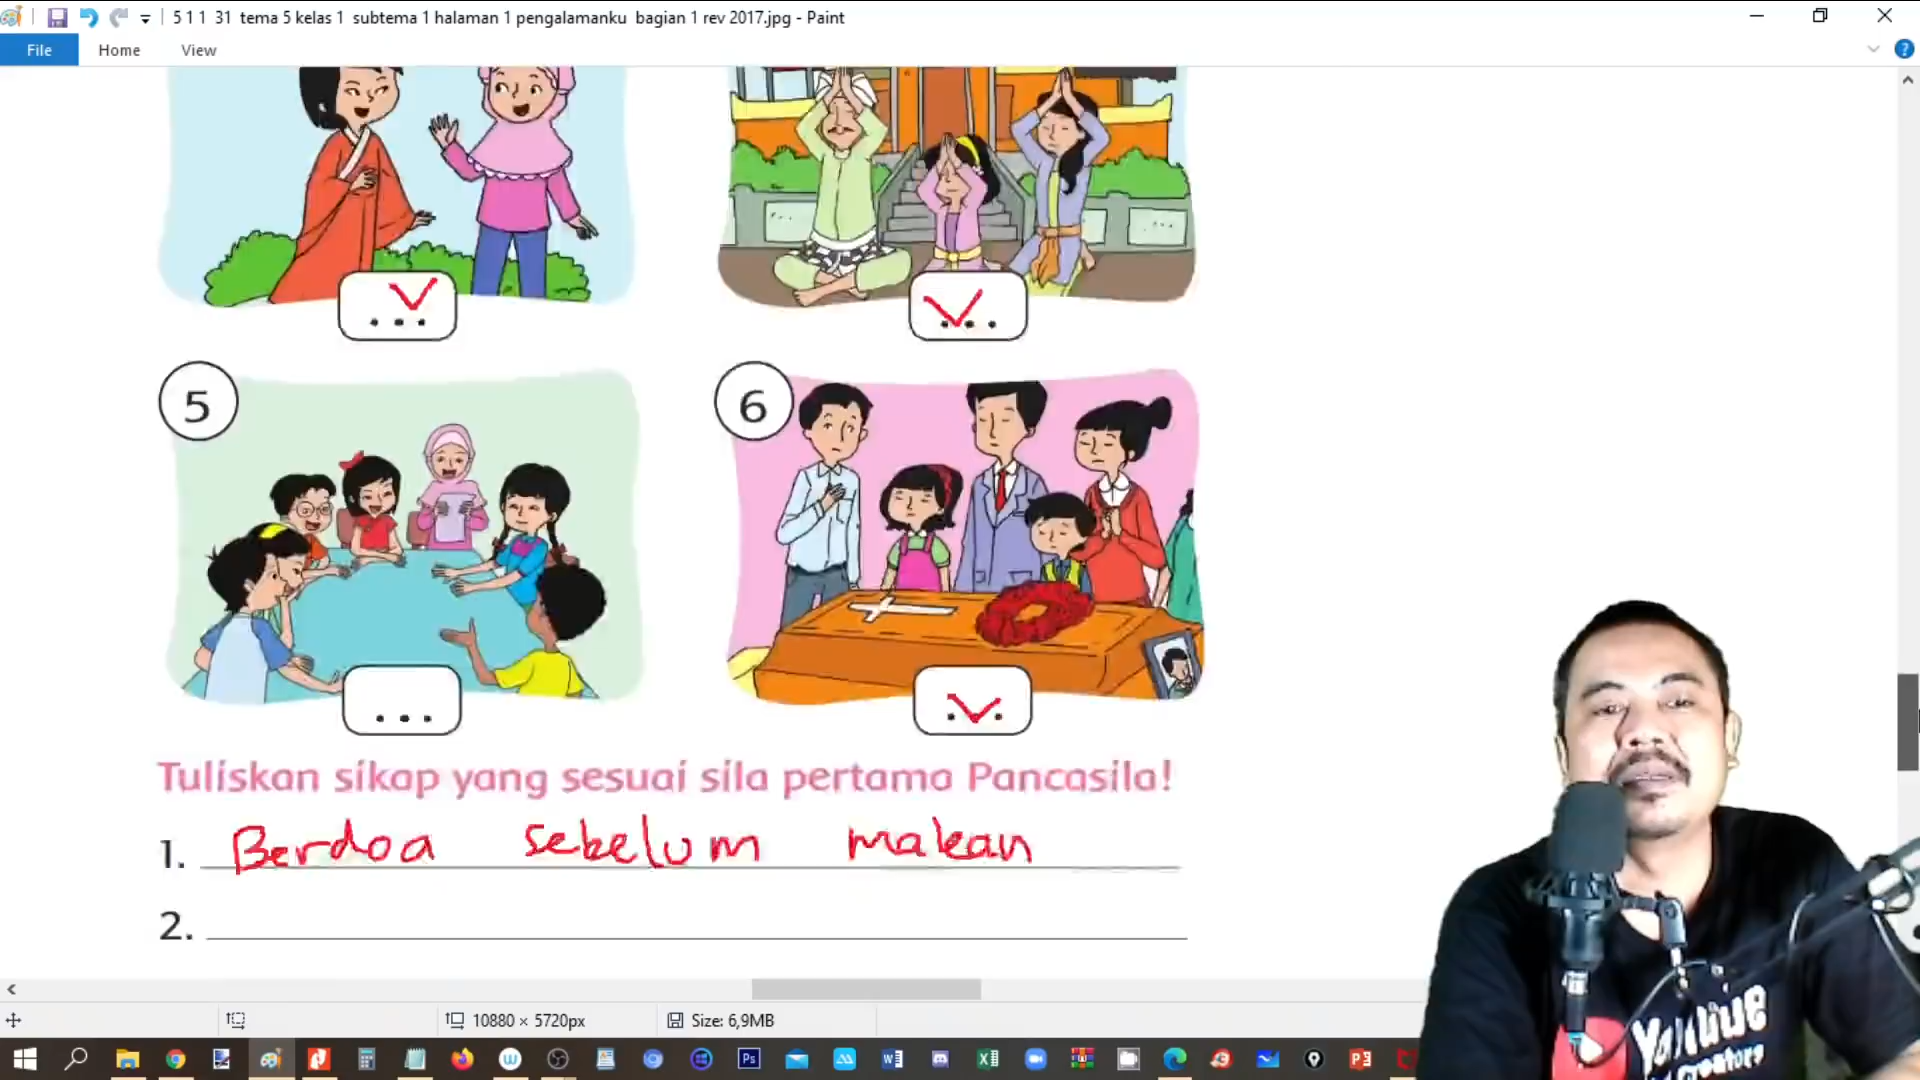 5 1 1 31 tema 5 kelas 1 subtema 1 halaman 1 pengalamanku bagian 1 rev 2017.jpg - Paint
File Home View
5
6
Tuliskan sikap yang sesuai sila pertama Pancasila!
1. Berdoa sebelum makan
2.
10880 × 5720px
Size: 6,9MB
YouTube
Creators